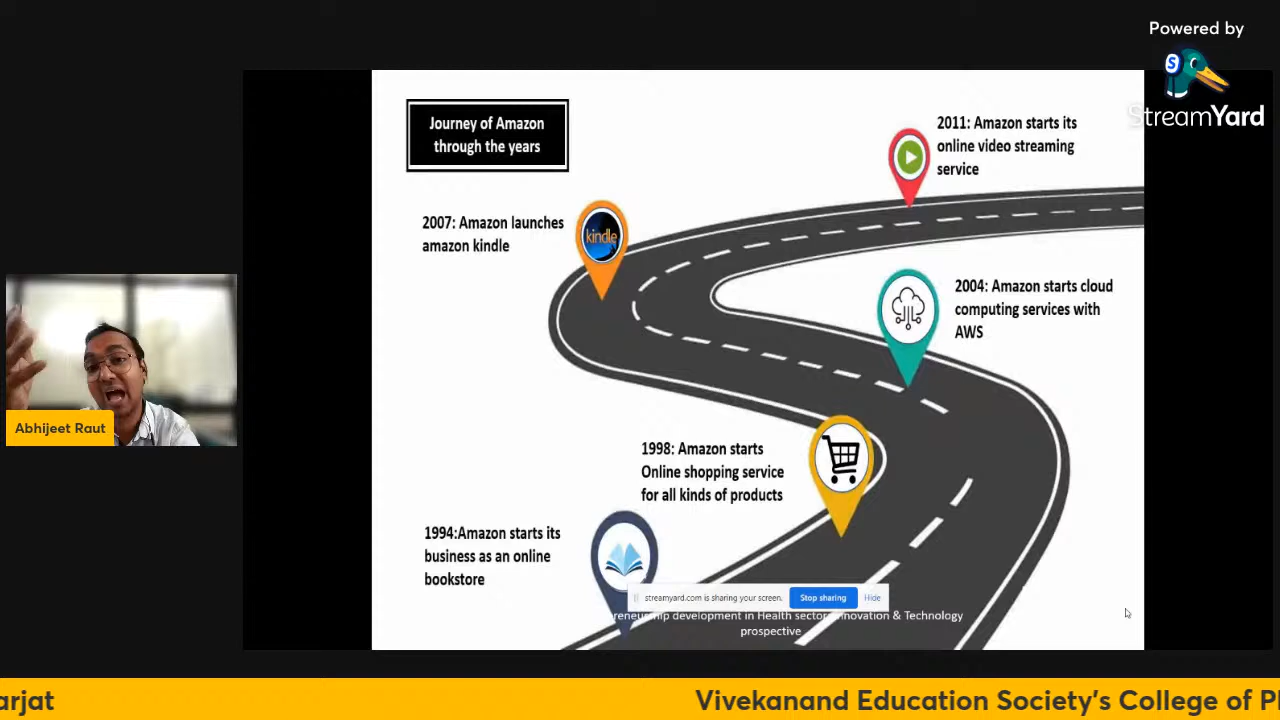 Powered by
StreamYard
Journey of Amazon
through the years
2011: Amazon starts its
online video streaming
service
2007: Amazon launches
amazon kindle
kindle
2004: Amazon starts cloud
computing services with
AWS
1998: Amazon starts
Online shopping service
for all kinds of products
1994:Amazon starts its
business as an online
bookstore
Abhijeet Raut
streamyard.com is sharing your screen.
Stop sharing
Hide
development in Health sector
& Technology
prospective
Vivekanand Education Society's College of